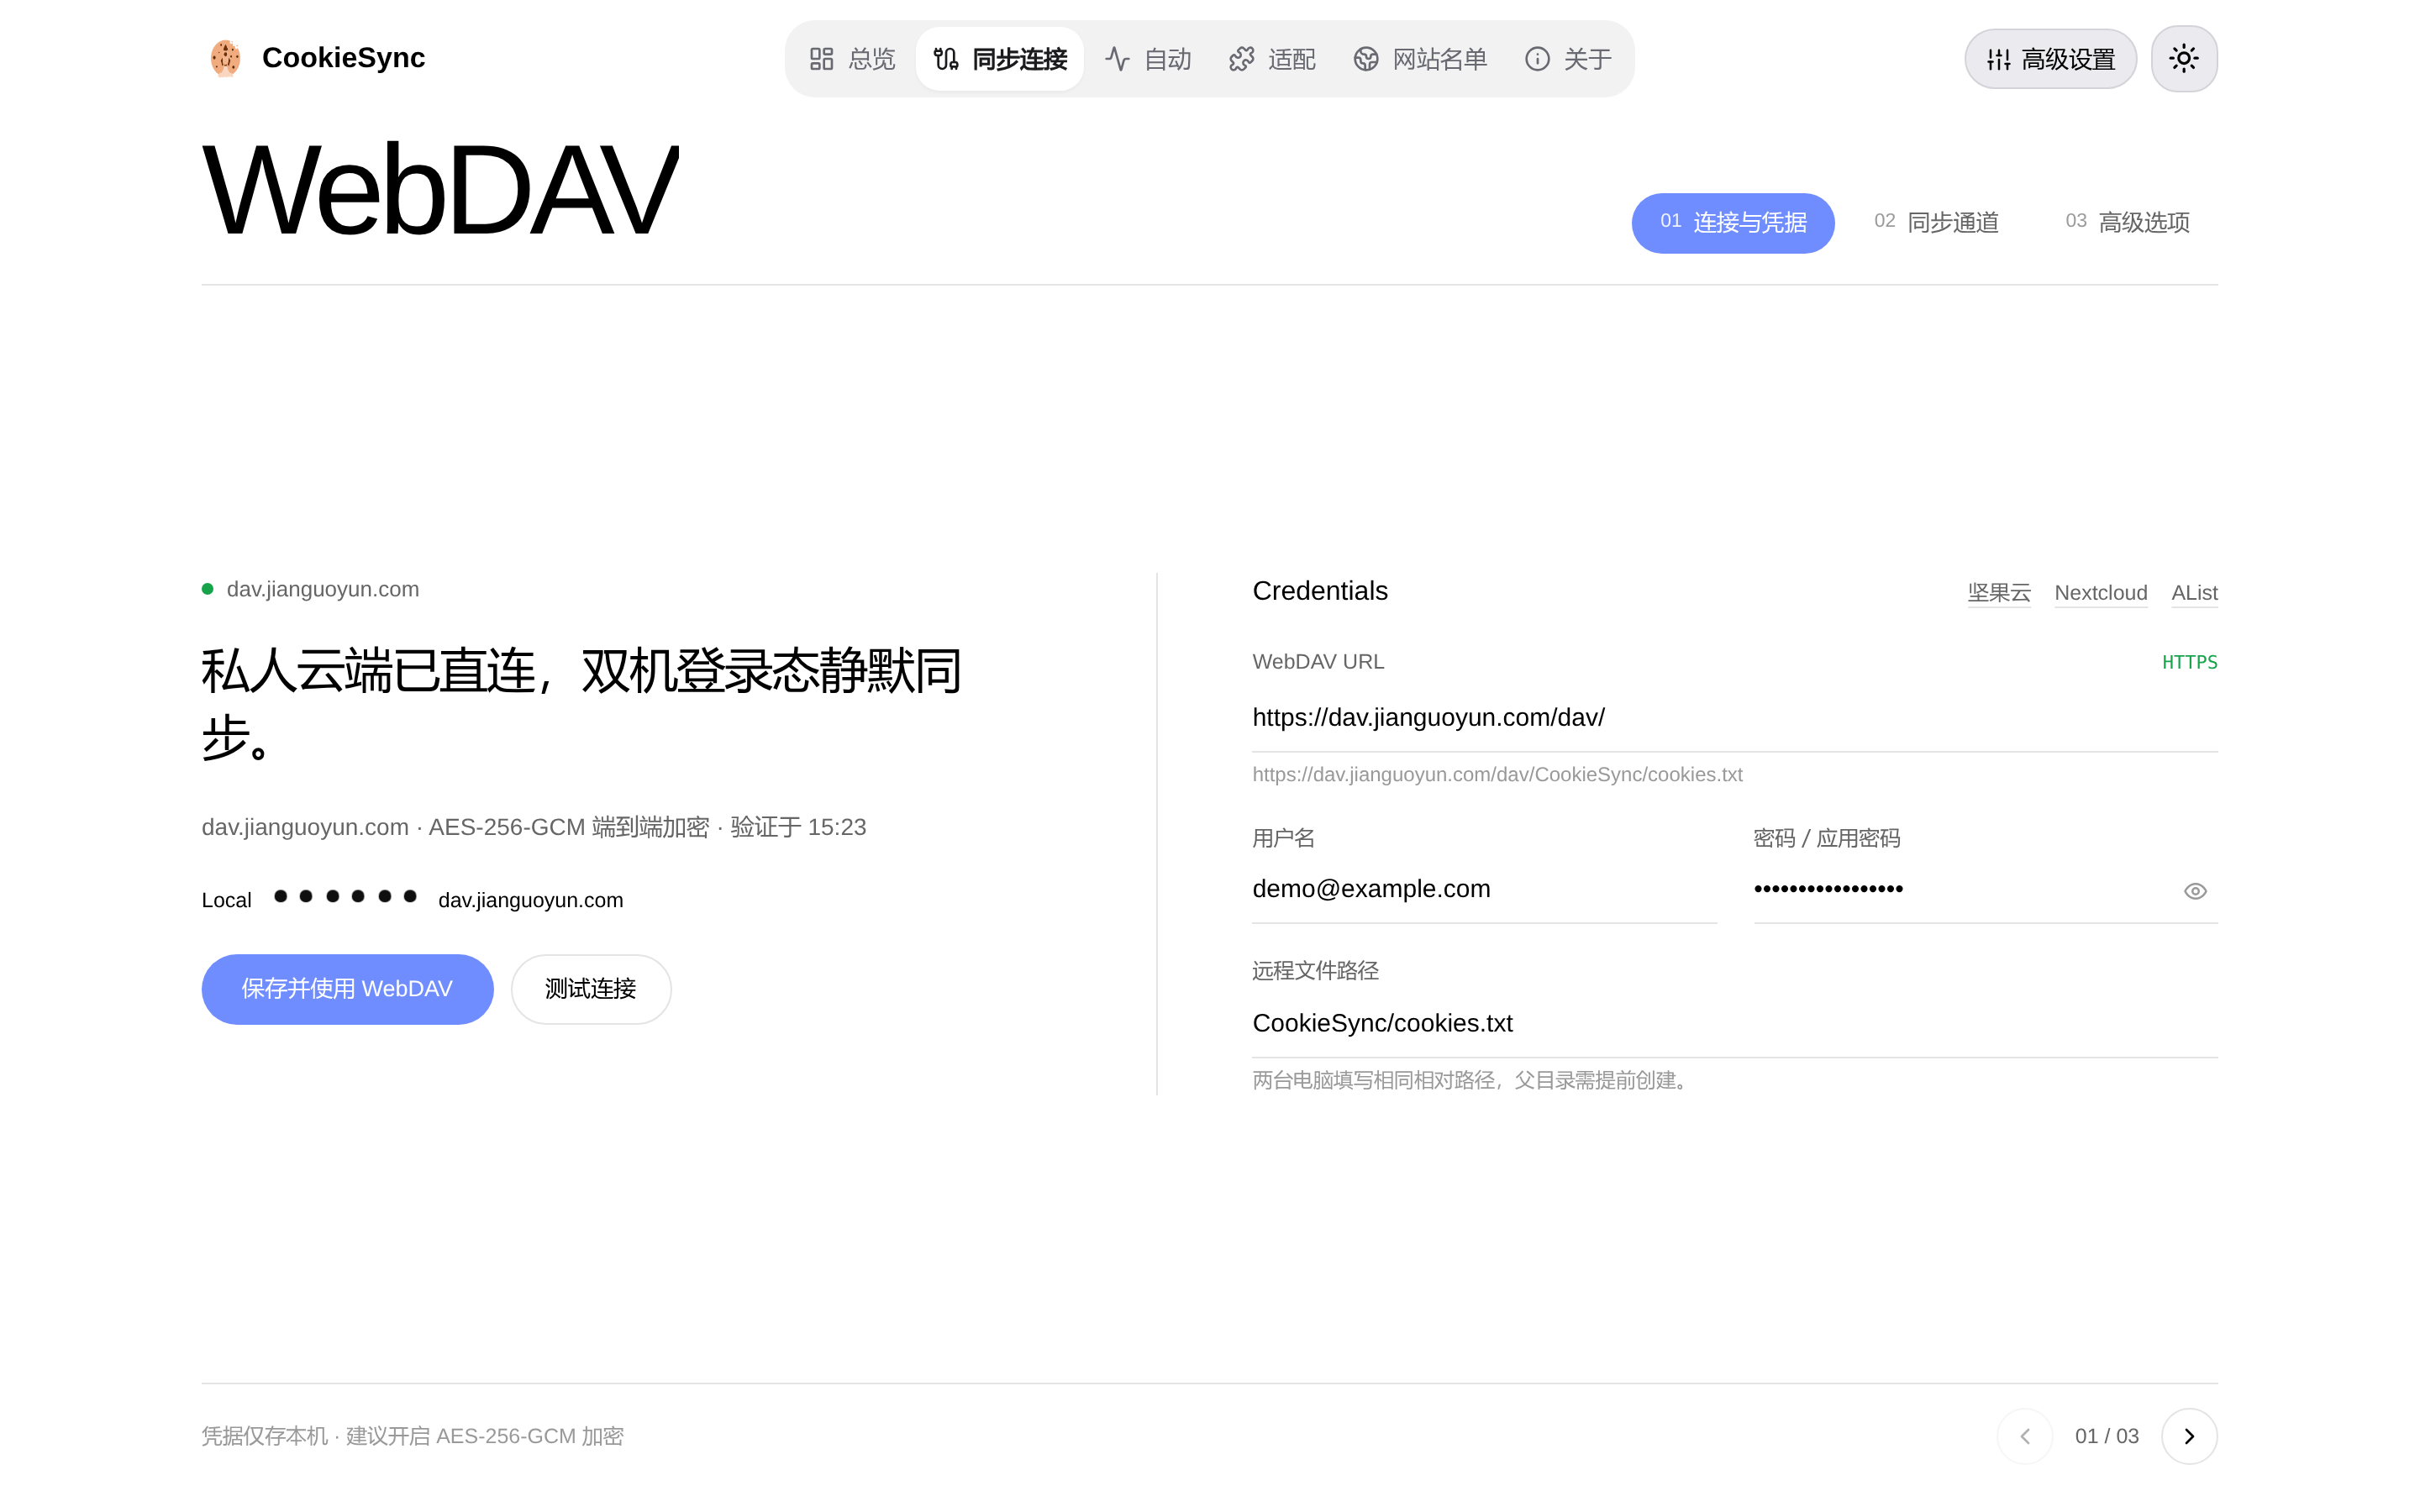 CookieSync
总览 同步连接 自动 适配 网站名单 关于
高级设置
WebDAV
01 连接与凭据 02 同步通道 03 高级选项
dav.jianguoyun.com
私人云端已直连，双机登录态静默同
步。
dav.jianguoyun.com · AES-256-GCM 端到端加密 · 验证于 15:23
Local dav.jianguoyun.com
保存并使用 WebDAV 测试连接
Credentials 坚果云 Nextcloud AList
WebDAV URL HTTPS
https://dav.jianguoyun.com/dav/
https://dav.jianguoyun.com/dav/CookieSync/cookies.txt
用户名 密码 / 应用密码
demo@example.com •••••••••••••••••
远程文件路径
CookieSync/cookies.txt
两台电脑填写相同相对路径，父目录需提前创建。
凭据仅存本机 · 建议开启 AES-256-GCM 加密
01 / 03